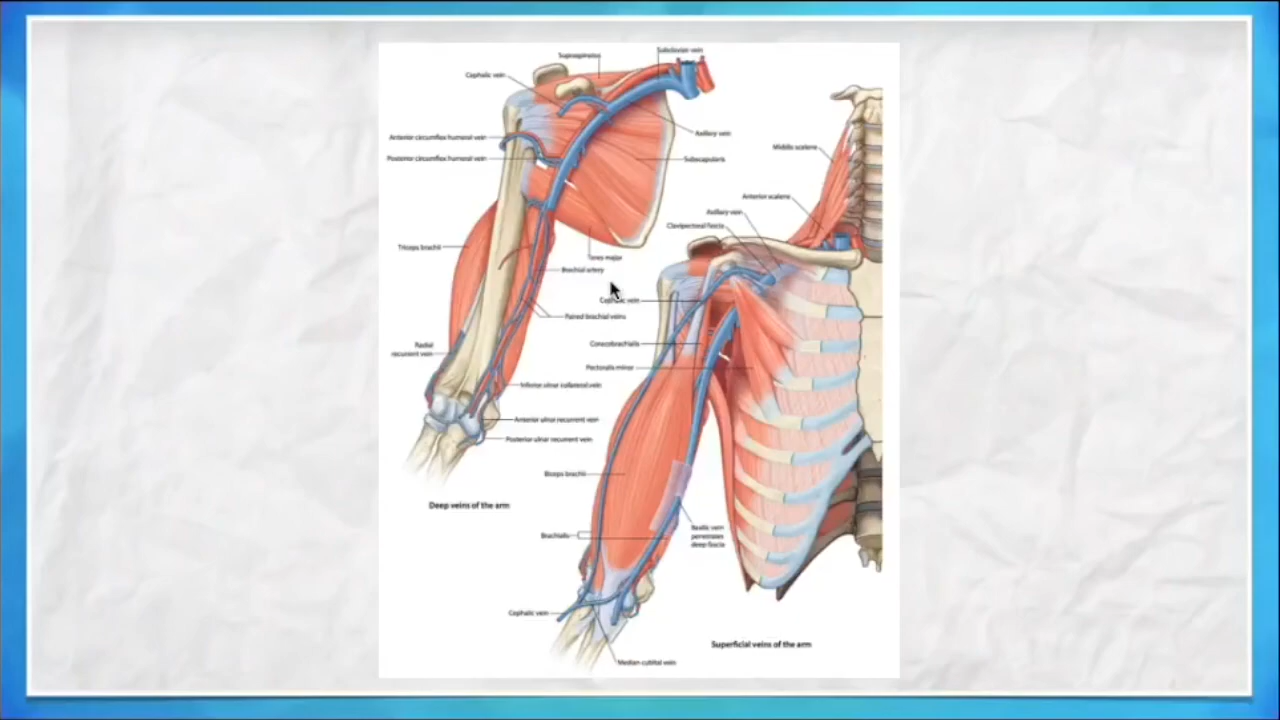 Supraspinatus
Subclavian vein
Cephalic vein
Anterior circumflex humeral vein
Axillary vein
Posterior circumflex humeral vein
Subscapularis
Triceps brachii
Teres major
Brachial artery
Paired brachial veins
Radial
recurrent vein
Inferior ulnar collateral vein
Anterior ulnar recurrent vein
Posterior ulnar recurrent vein
Deep veins of the arm
Middle scalene
Anterior scalene
Axillary vein
Clavipectoral fascia
Cephalic vein
Coracobrachialis
Pectoralis minor
Biceps brachii
Brachialis
Basilic vein
penetrates
deep fascia
Cephalic vein
Superficial veins of the arm
Median cubital vein